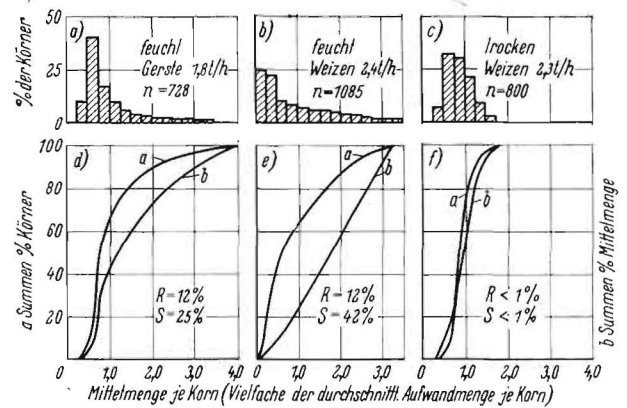 % der Körner
50
25
0
a)
feucht
Gerste 1,8t/h
n=728
b)
feucht
Weizen 2,4t/h
n=1085
c)
trocken
Weizen 2,3t/h
n=800
a Summen % Körner
100
80
60
40
20
d)
a
b
R=12%
S=25%
e)
a
b
R=12%
S=42%
f)
a
b
R<1%
S<1%
b Summen % Mittelmenge
0 1,0 2,0 3,0 4,0
0 1,0 2,0 3,0
0 1,0 2,0 3,0
Mittelmenge je Korn (Vielfache der durchschnittl. Aufwandmenge je Korn)